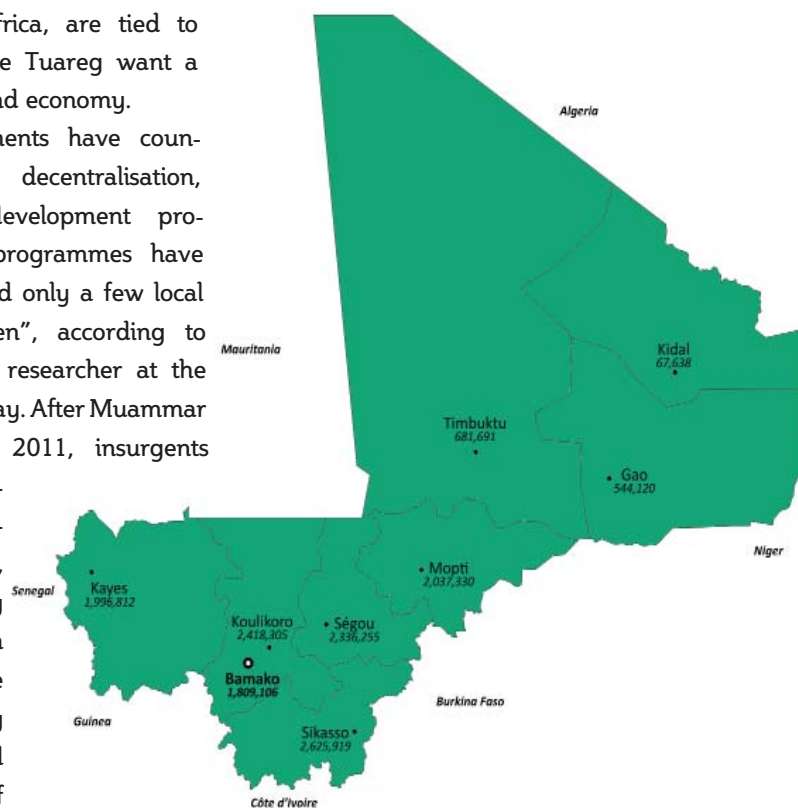 frica, are tied to
e Tuareg want a
nd economy.
ments have coun-
decentralisation,
development pro-
programmes have
d only a few local
en”, according to
researcher at the
ay. After Muammar
2011, insurgents
-
-
,
g
a
e
g
d
f
Algeria
Mauritania
Kidal
67,638
Timbuktu
681,691
Gao
544,120
Niger
Senegal
Kayes
1,996,812
Mopti
2,037,330
Koulikoro
2,418,305
Ségou
2,336,255
Bamako
1,809,106
Burkina Faso
Guinea
Sikasso
2,625,919
Côte d'Ivoire